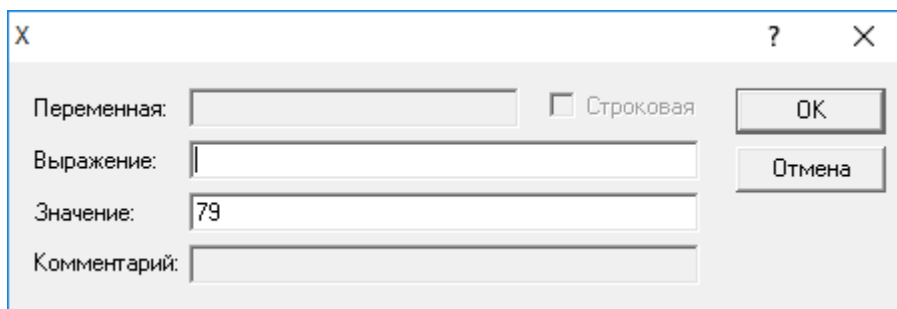 X ?
Переменная: Строковая OK
Выражение:
Отмена
Значение: 79
Комментарий: